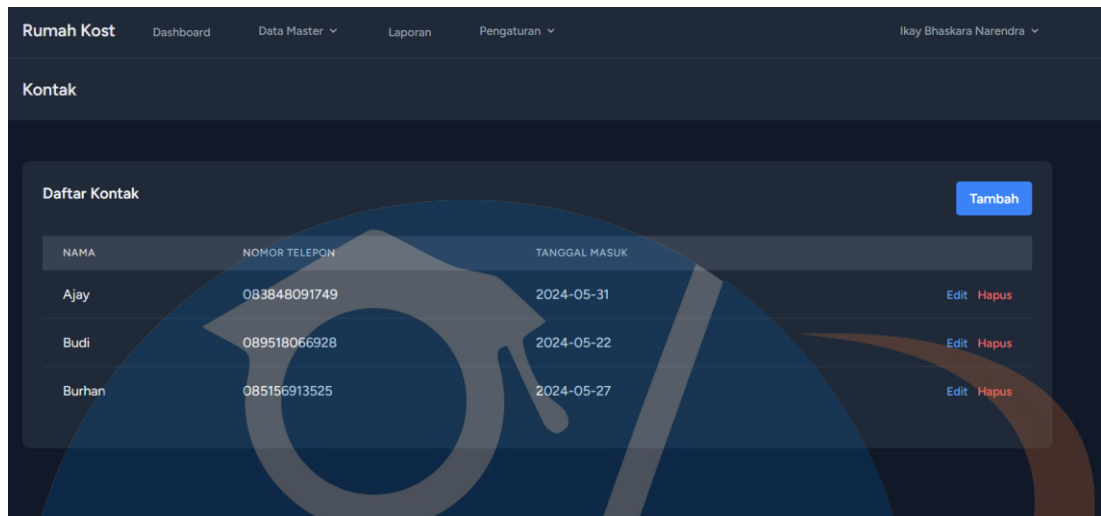 Rumah Kost Dashboard Data Master Laporan Pengaturan Ikay Bhaskara Narendra
Kontak
Daftar Kontak Tambah
NAMA NOMOR TELEPON TANGGAL MASUK
Ajay 083848091749 2024-05-31 Edit Hapus
Budi 089518066928 2024-05-22 Edit Hapus
Burhan 085156913525 2024-05-27 Edit Hapus